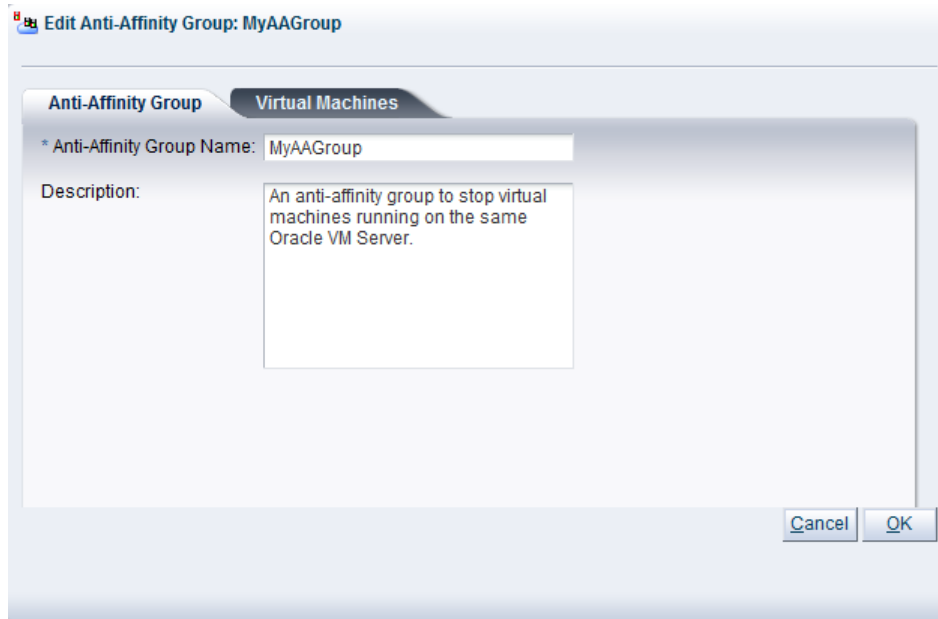 Edit Anti-Affinity Group: MyAAGroup
Anti-Affinity Group
Virtual Machines
* Anti-Affinity Group Name: MyAAGroup
Description:
An anti-affinity group to stop virtual
machines running on the same
Oracle VM Server.
Cancel
OK